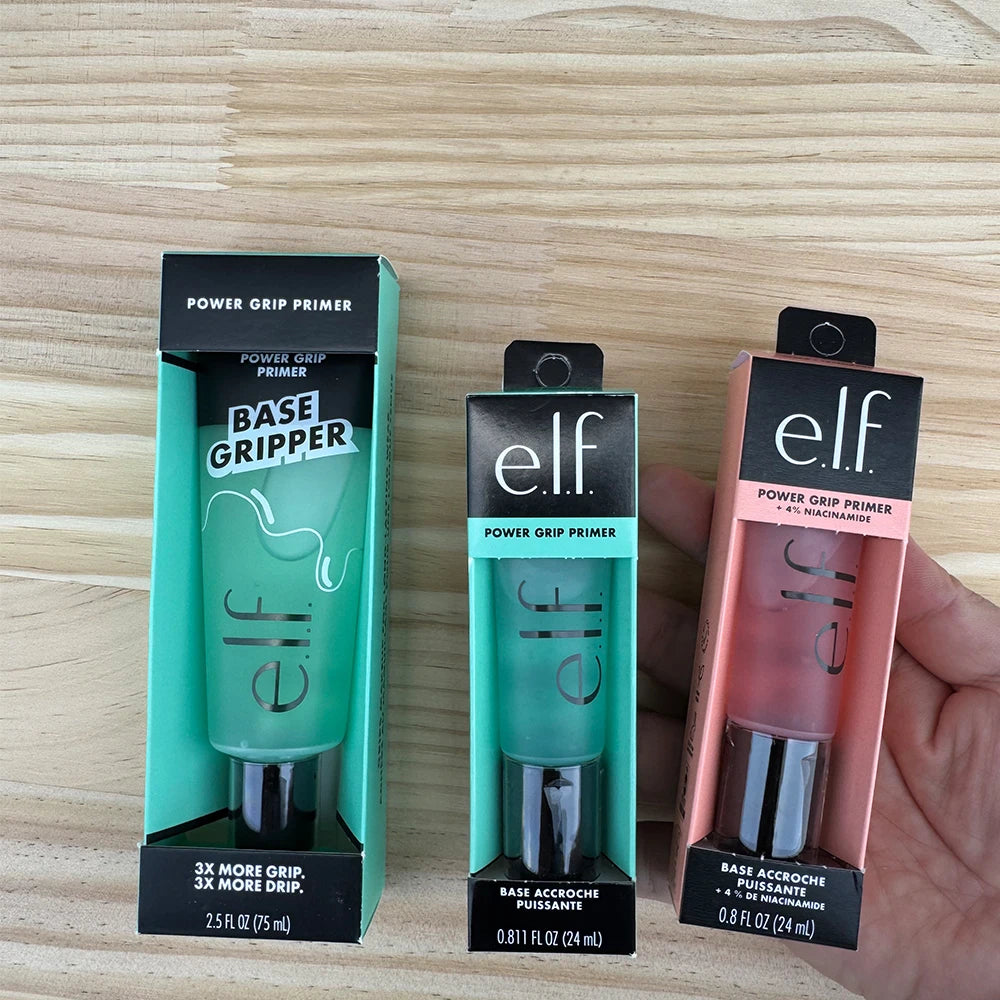 POWER GRIP PRIMER
POWER GRIP
PRIMER
BASE
GRIPPER
e.l.f.
3X MORE GRIP.
3X MORE DRIP.
2.5 FL OZ (75 mL)
e.l.f.
POWER GRIP PRIMER
e.l.f.
BASE ACCROCHE
PUISSANTE
0.811 FL OZ (24 mL)
e.l.f.
POWER GRIP PRIMER
+ 4% NIACINAMIDE
e.l.f.
BASE ACCROCHE
PUISSANTE
+ 4 % DE NIACINAMIDE
0.8 FL OZ (24 mL)